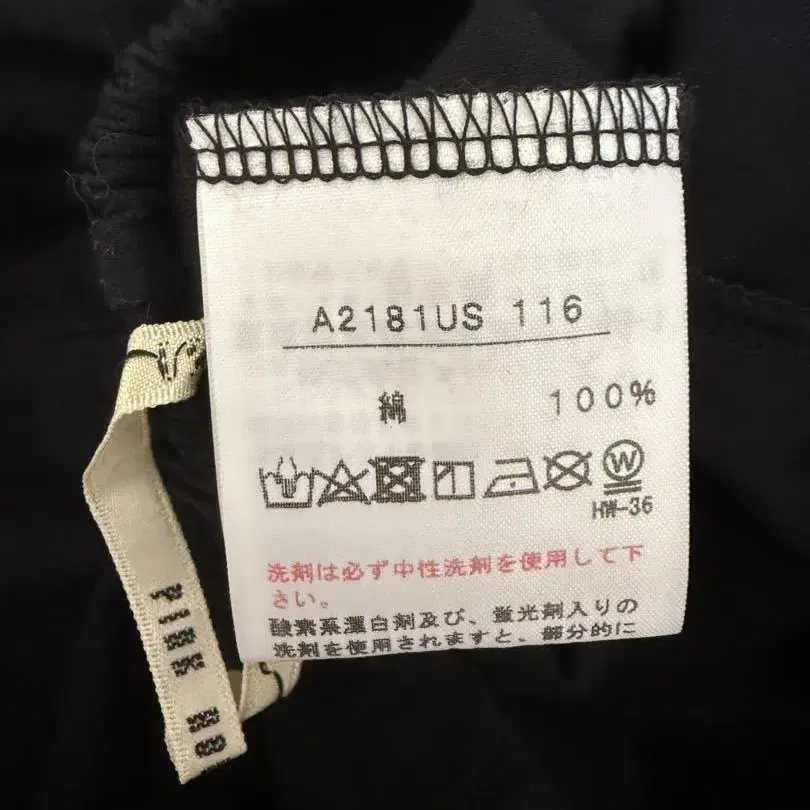 A2181US 116
綿 100%
W
HW-36
洗剤は必ず中性洗剤を使用して下
さい。
酸素系漂白剤及び、蛍光剤入りの
洗剤を使用されますと、部分的に
PINK HO